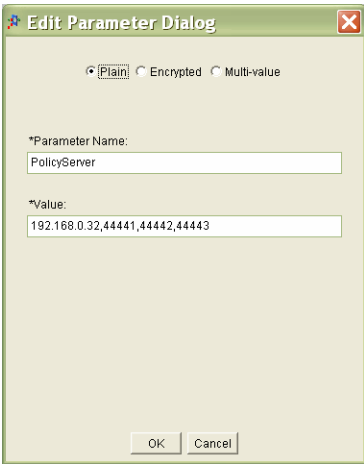 Edit Parameter Dialog
Plain Encrypted Multi-value
*Parameter Name:
PolicyServer
*Value:
192.168.0.32,44441,44442,44443
OK Cancel